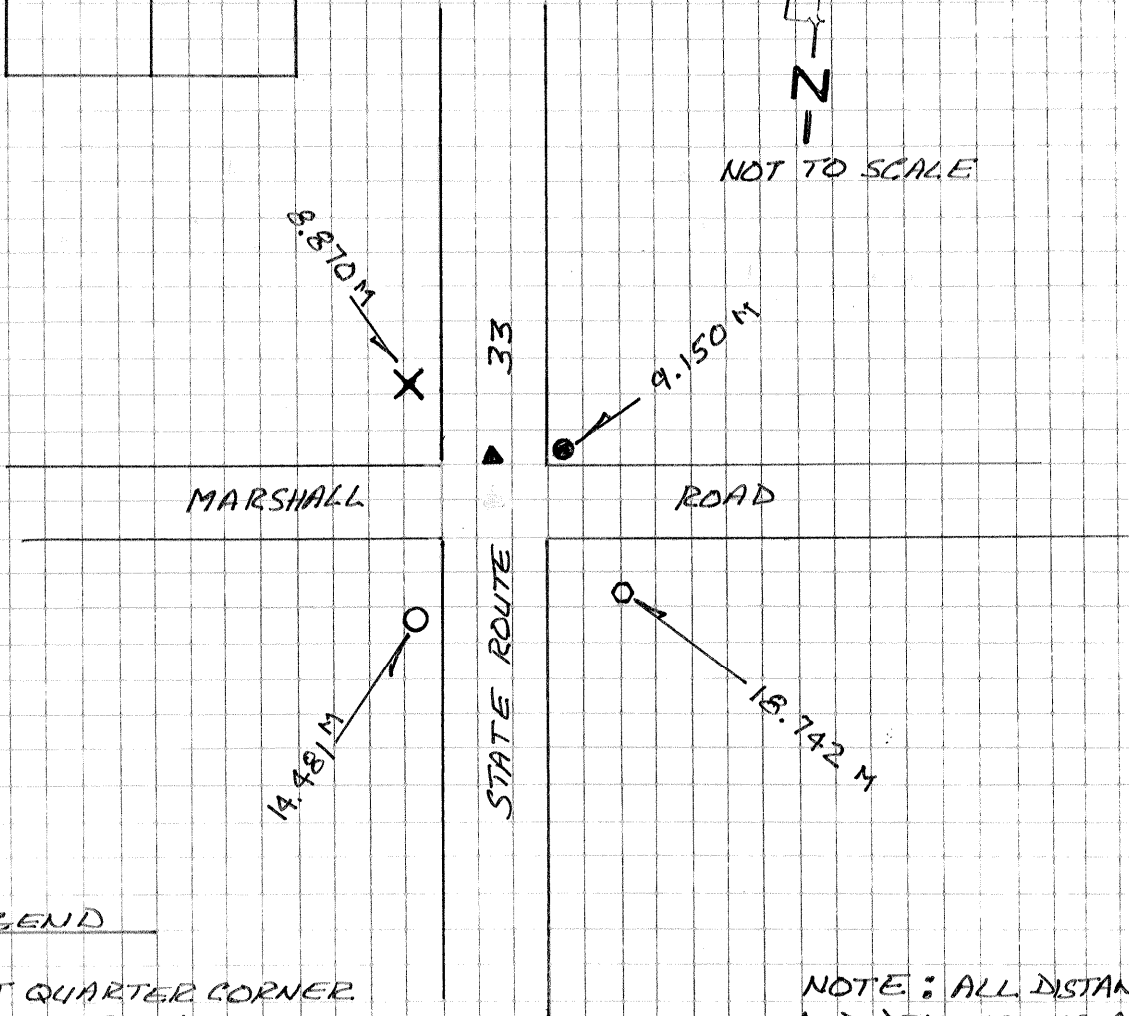 N
NOT TO SCALE
8.870 M
33
9.150 M
MARSHALL ROAD
STATE ROUTE
14.481 M
18.742 M
GEND
T QUARTER CORNER
NOTE: ALL DISTAN